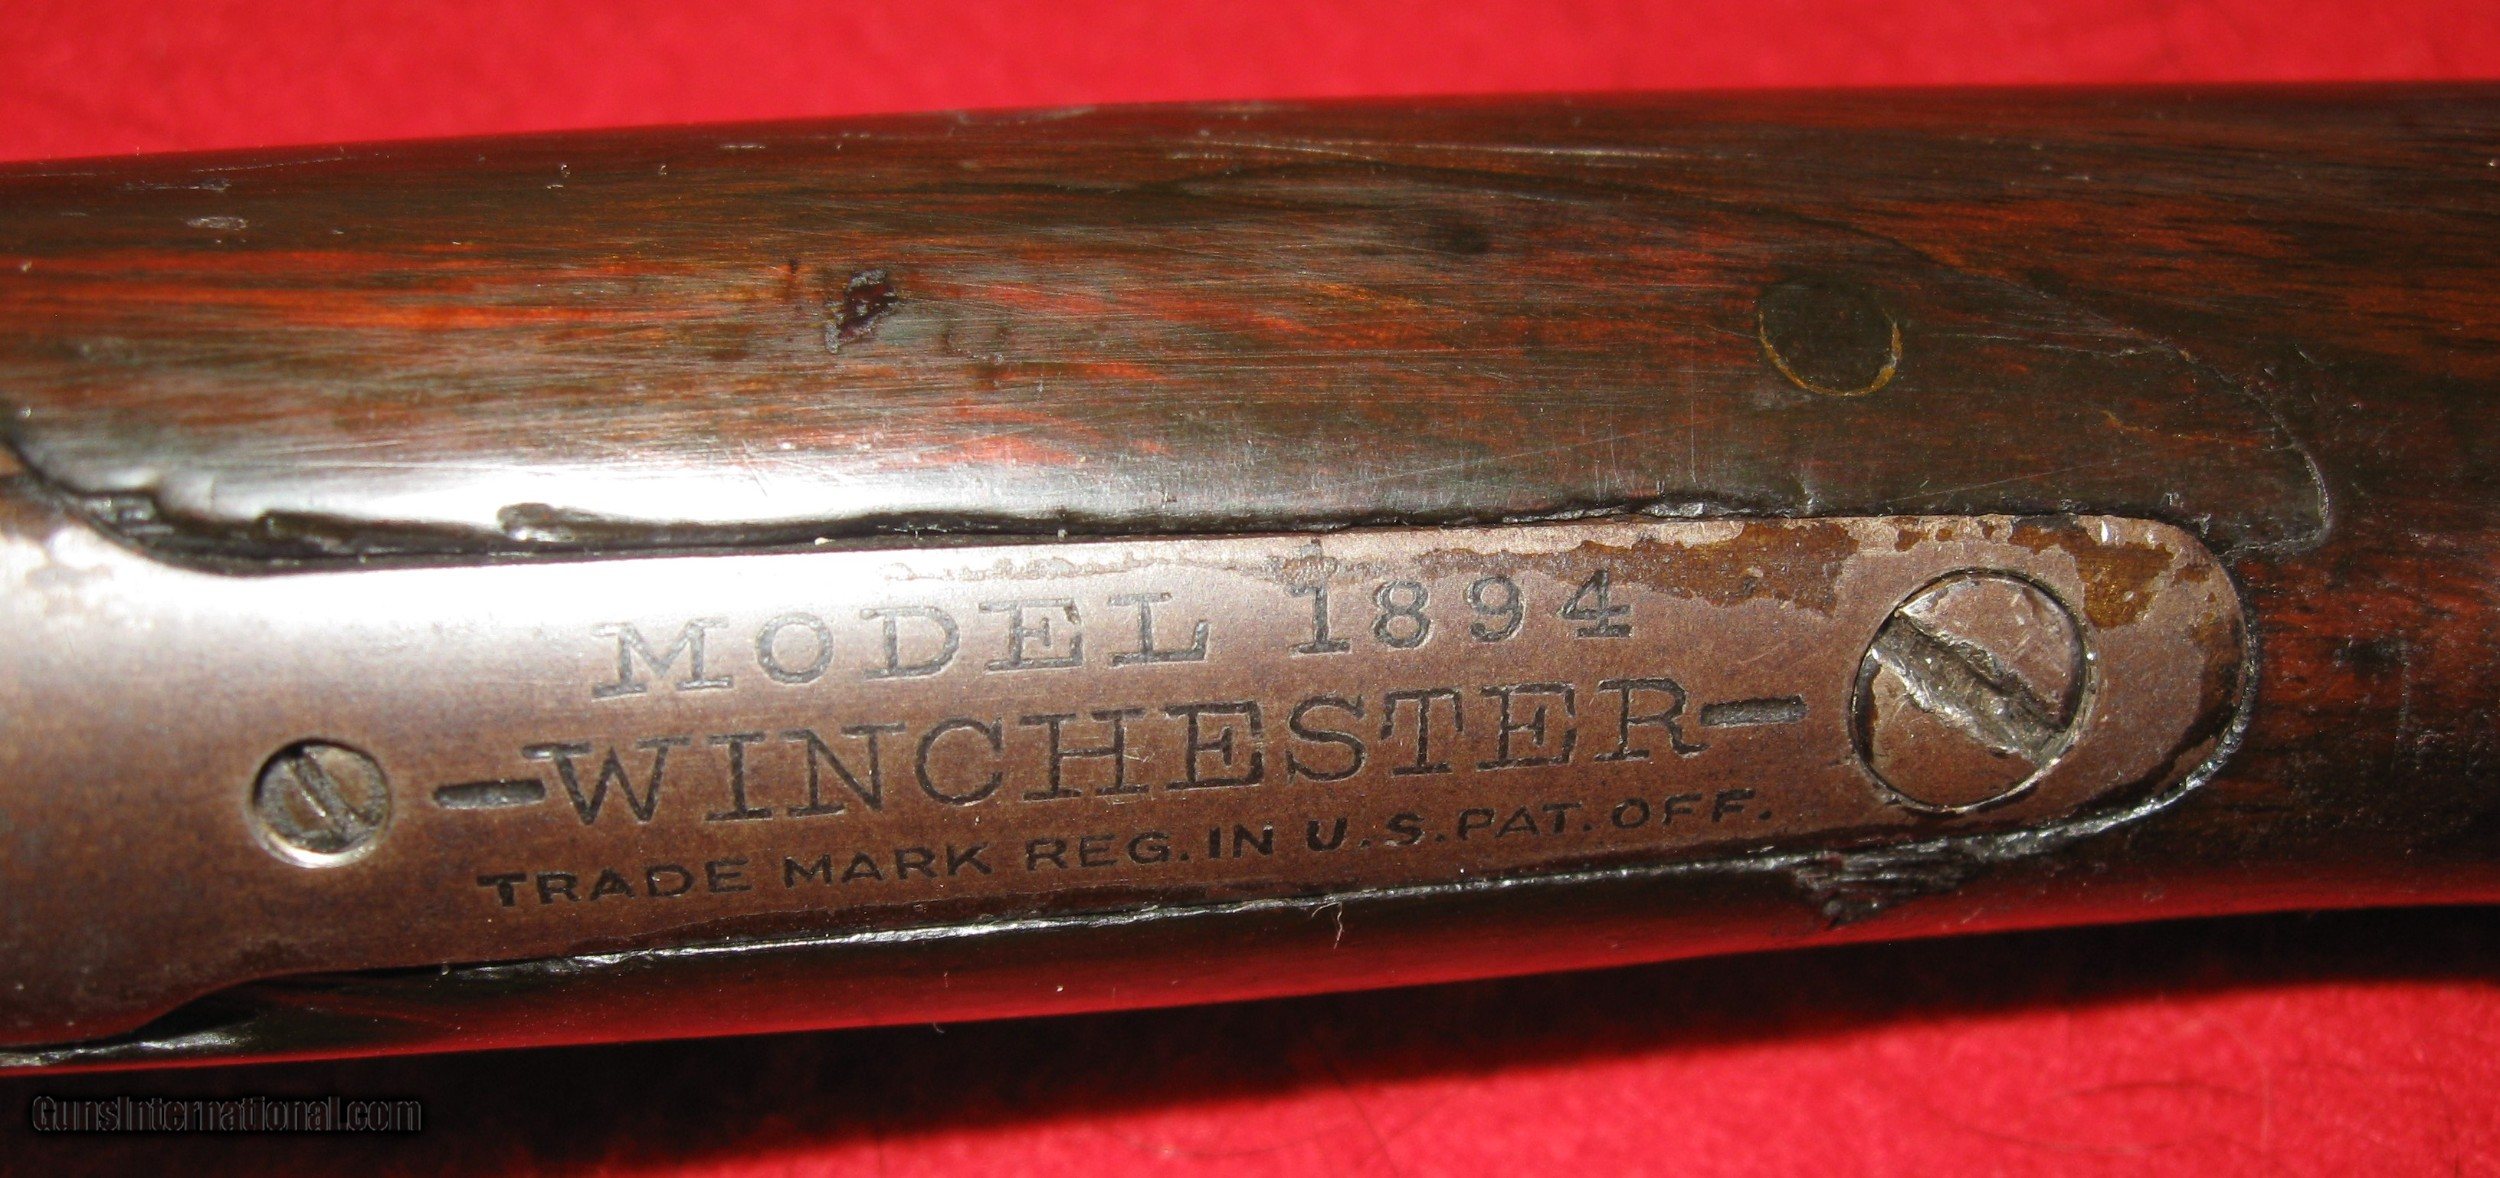 MODEL 1894
-WINCHESTER-
TRADE MARK REG. IN U.S. PAT. OFF.
GunsInternational.com